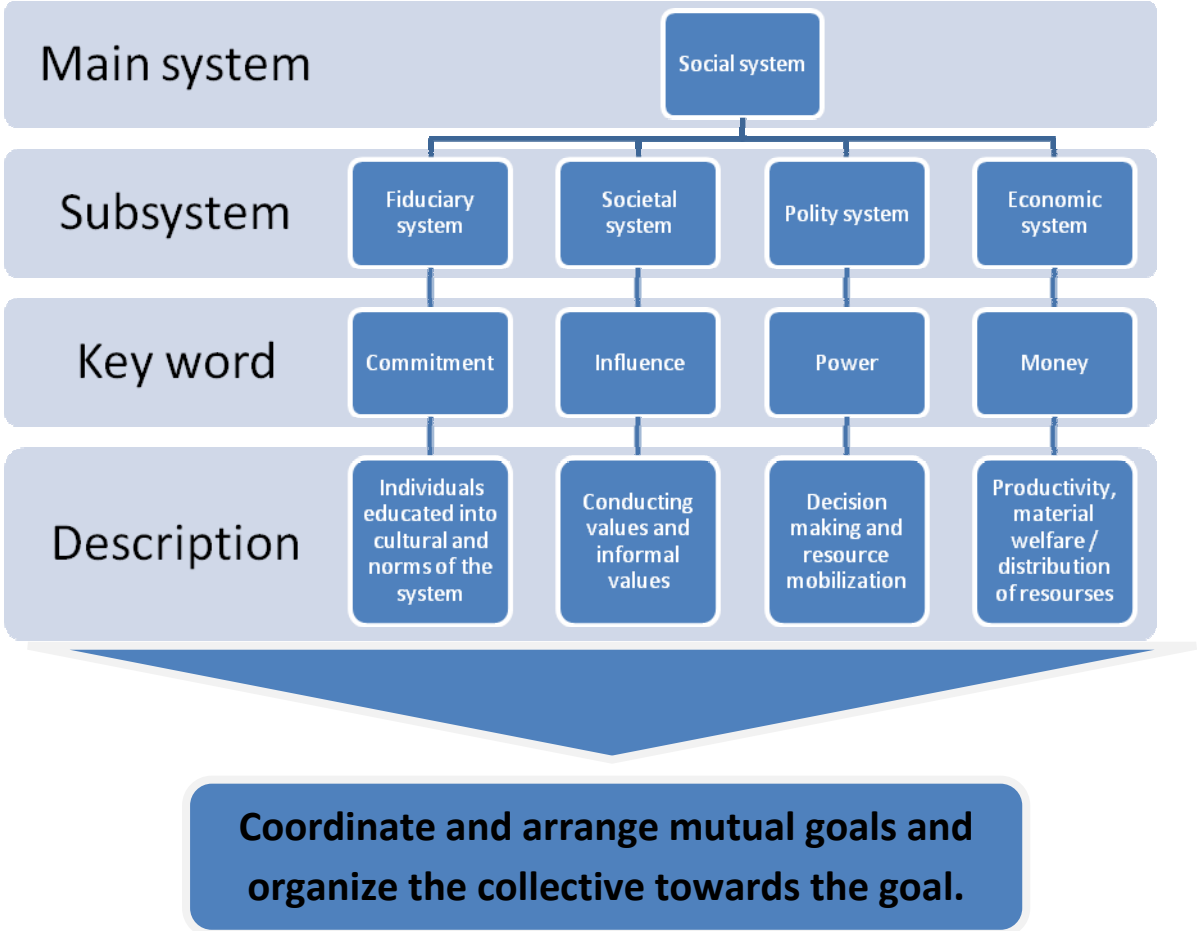 Main system
Social system
Subsystem
Fiduciary
system
Societal
system
Polity system
Economic
system
Key word
Commitment
Influence
Power
Money
Description
Individuals
educated into
cultural and
norms of the
system
Conducting
values and
informal
values
Decision
making and
resource
mobilization
Productivity,
material
welfare /
distribution
of resourses
Coordinate and arrange mutual goals and
organize the collective towards the goal.